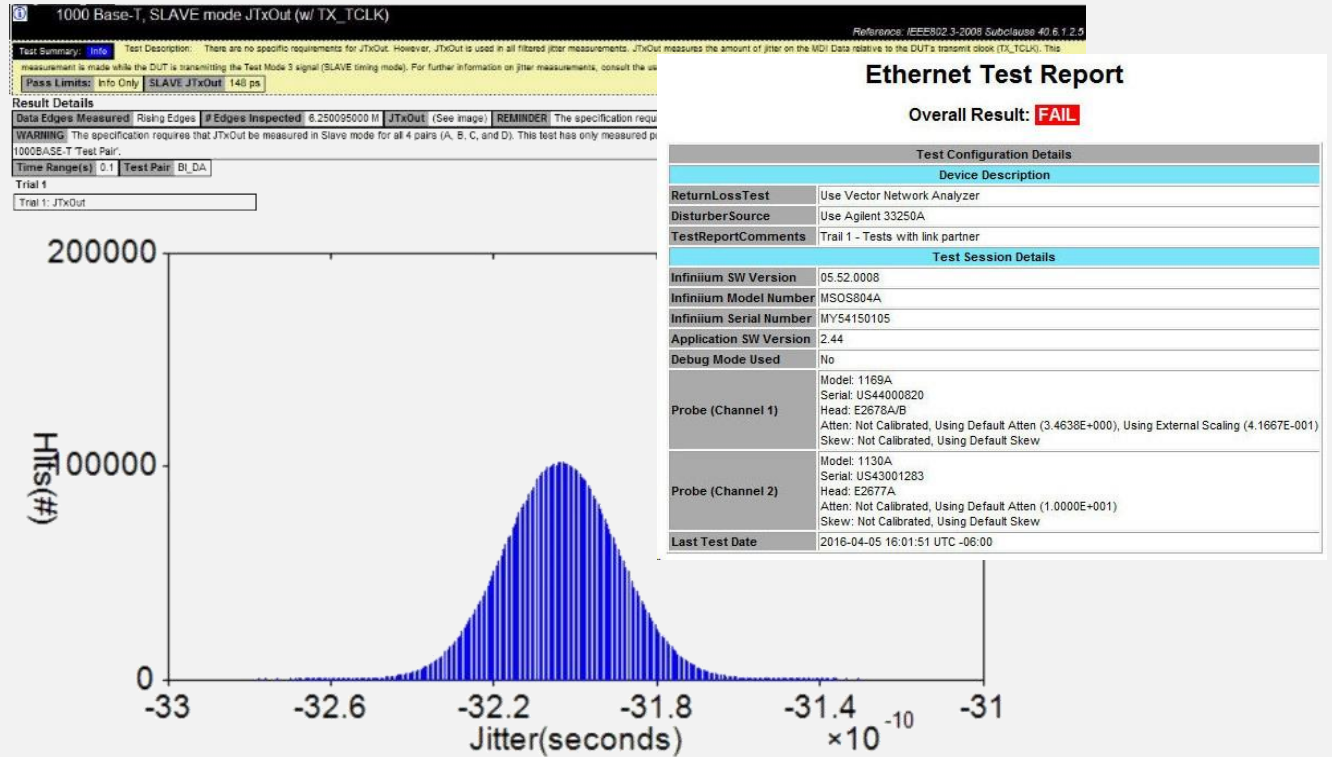 1000 Base-T, SLAVE mode JTxOut (w/ TX_TCLK)
Reference: IEEE802.3-2008 Subclause 40.6.1.2.5
Test Summary: Info Test Description: There are no specific requirements for JTxOut. However, JTxOut is used in all filtered jitter measurements. JTxOut measures the amount of jitter on the MDI Data relative to the DUT's transmit clock (TX_TCLK). This
measurement is made while the DUT is transmitting the Test Mode 3 signal (SLAVE timing mode). For further information on jitter measurements, consult the
Pass Limits: Info Only SLAVE JTxOut 148 ps
Result Details
Data Edges Measured Rising Edges # Edges Inspected 6.250095000 M JTxOut (See image) REMINDER The specification
WARNING The specification requires that JTxOut be measured in Slave mode for all 4 pairs (A, B, C, and D). This test has only measured
1000BASE-T 'Test Pair'.
Time Range(s) 0.1 Test Pair BI_DA
Trial 1
Trial 1: JTxOut
200000
100000
0
Hits(#)
-33 -32.6 -32.2 -31.8 -31.4 -31
Jitter(seconds) ×10 -10
Ethernet Test Report
Overall Result: FAIL
Test Configuration Details
Device Description
ReturnLossTest Use Vector Network Analyzer
DisturberSource Use Agilent 33250A
TestReportComments Trail 1 - Tests with link partner
Test Session Details
Infiniium SW Version 05.52.0008
Infiniium Model Number MSOS804A
Infiniium Serial Number MY54150105
Application SW Version 2.44
Debug Mode Used No
Probe (Channel 1)
Model: 1169A
Serial: US44000820
Head: E2678A/B
Atten: Not Calibrated, Using Default Atten (3.4638E+000), Using External Scaling (4.1667E-001)
Skew: Not Calibrated, Using Default Skew
Probe (Channel 2)
Model: 1130A
Serial: US43001283
Head: E2677A
Atten: Not Calibrated, Using Default Atten (1.0000E+001)
Skew: Not Calibrated, Using Default Skew
Last Test Date 2016-04-05 16:01:51 UTC -06:00